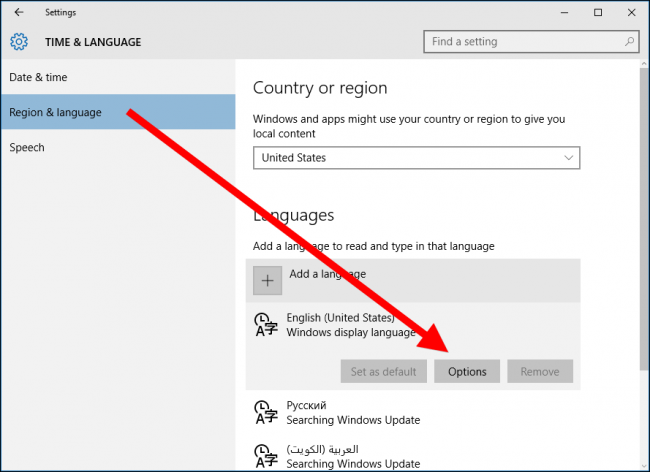 Settings
TIME & LANGUAGE
Find a setting
Date & time
Region & language
Speech
Country or region
Windows and apps might use your country or region to give you
local content
United States
Languages
Add a language to read and type in that language
Add a language
English (United States)
Windows display language
Set as default
Options
Remove
Русский
Searching Windows Update
العربية (الكويت)
Searching Windows Update